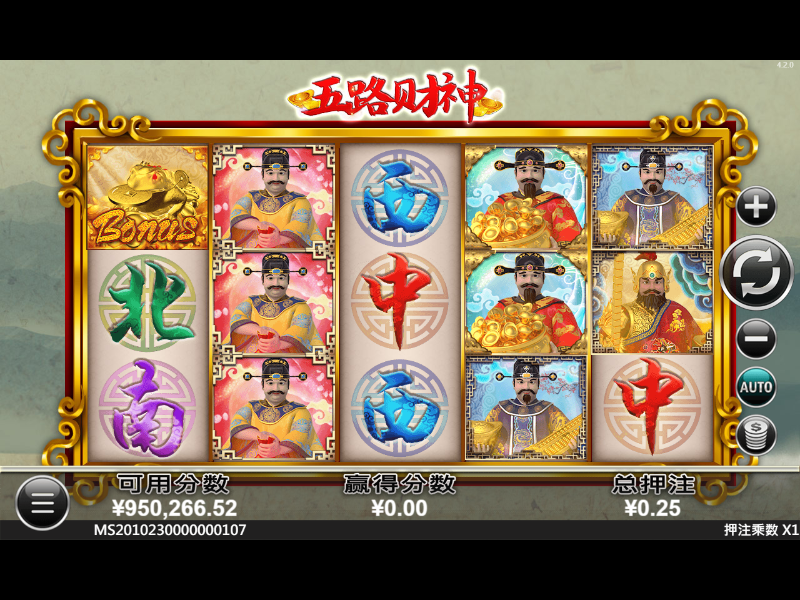 4.2.0
五路财神
Bonus
西
北
中
南
西
中
AUTO
$
可用分数 赢得分数 总押注
¥950,266.52 ¥0.00 ¥0.25
MS2010230000000107 押注乘数 X1